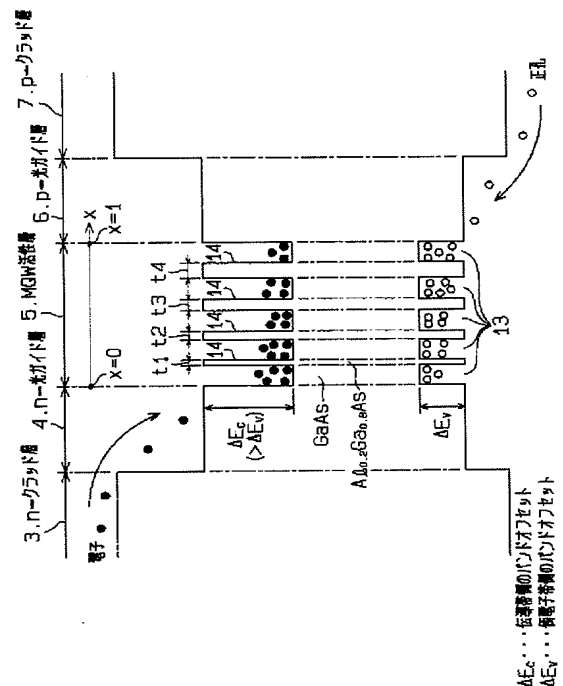 3.n-クラッド層
4.n-光ガイド層
5.MQW活性層
6.p-光ガイド層
7.p-クラッド層
x=0
x
x=1
t1
t2
t3
t4
14
14
14
14
電子
ΔEc
(>ΔEv)
GaAs
Al0.2Ga0.8As
ΔEv
13
正孔
ΔEc・・・伝導帯側のバンドオフセット
ΔEv・・・価電子帯側のバンドオフセット